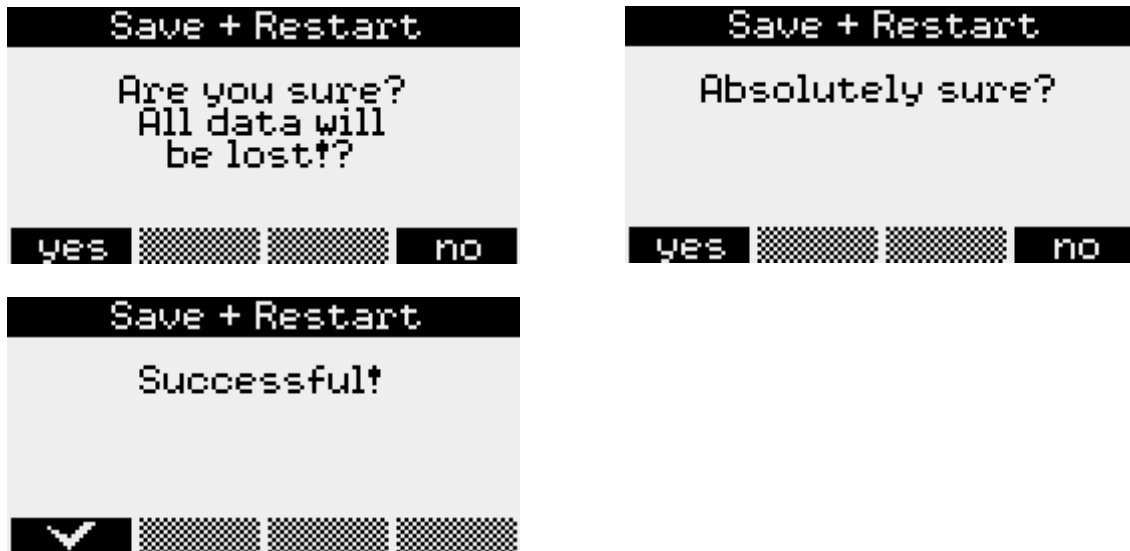 Save + Restart
Are you sure?
All data will
be lost!?
yes no
Save + Restart
Absolutely sure?
yes no
Save + Restart
Successful!